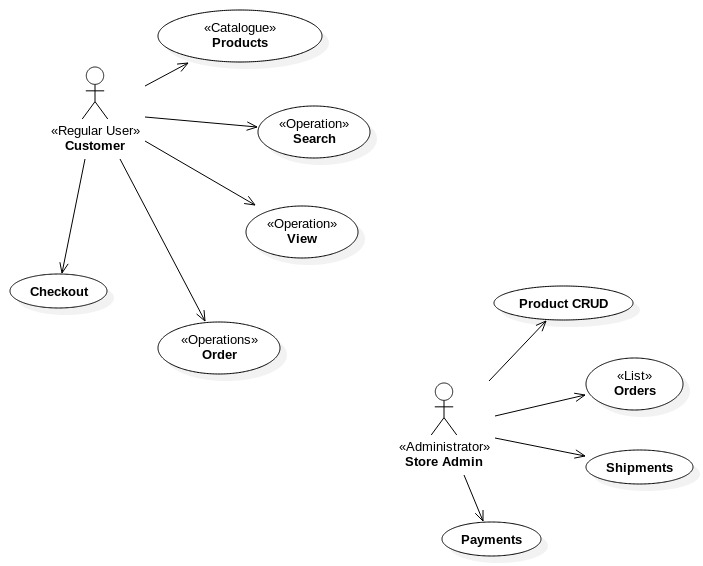 «Catalogue»
Products
«Regular User»
Customer
«Operation»
Search
«Operation»
View
Checkout
«Operations»
Order
Product CRUD
«List»
Orders
«Administrator»
Store Admin
Shipments
Payments